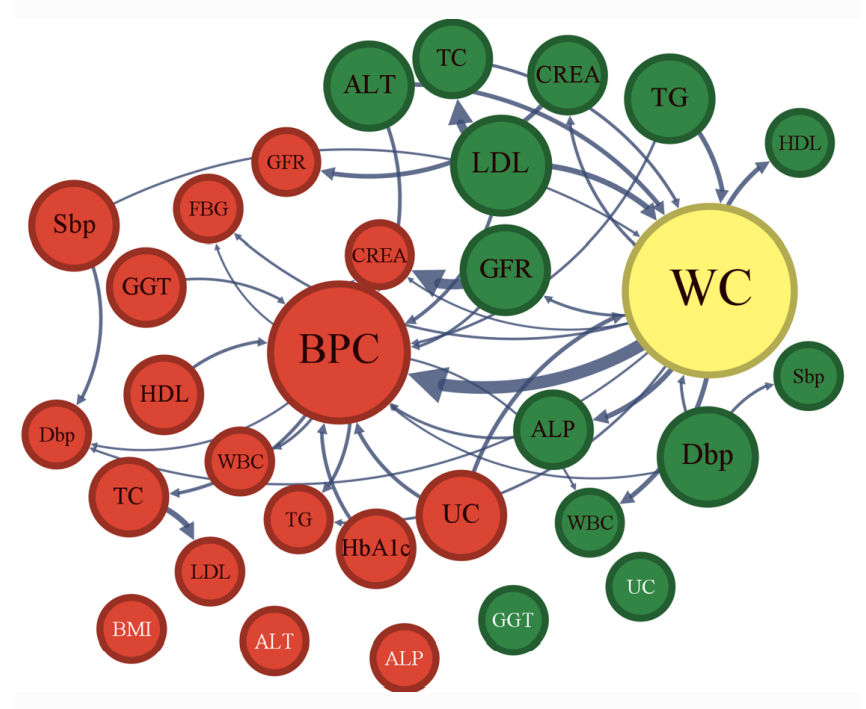 TC
ALT
CREA
TG
HDL
GFR
LDL
FBG
Sbp
CREA
GFR
GGT
WC
BPC
HDL
Sbp
Dbp
ALP
Dbp
WBC
TC
TG
UC
WBC
HbA1c
LDL
UC
GGT
BMI
ALT
ALP